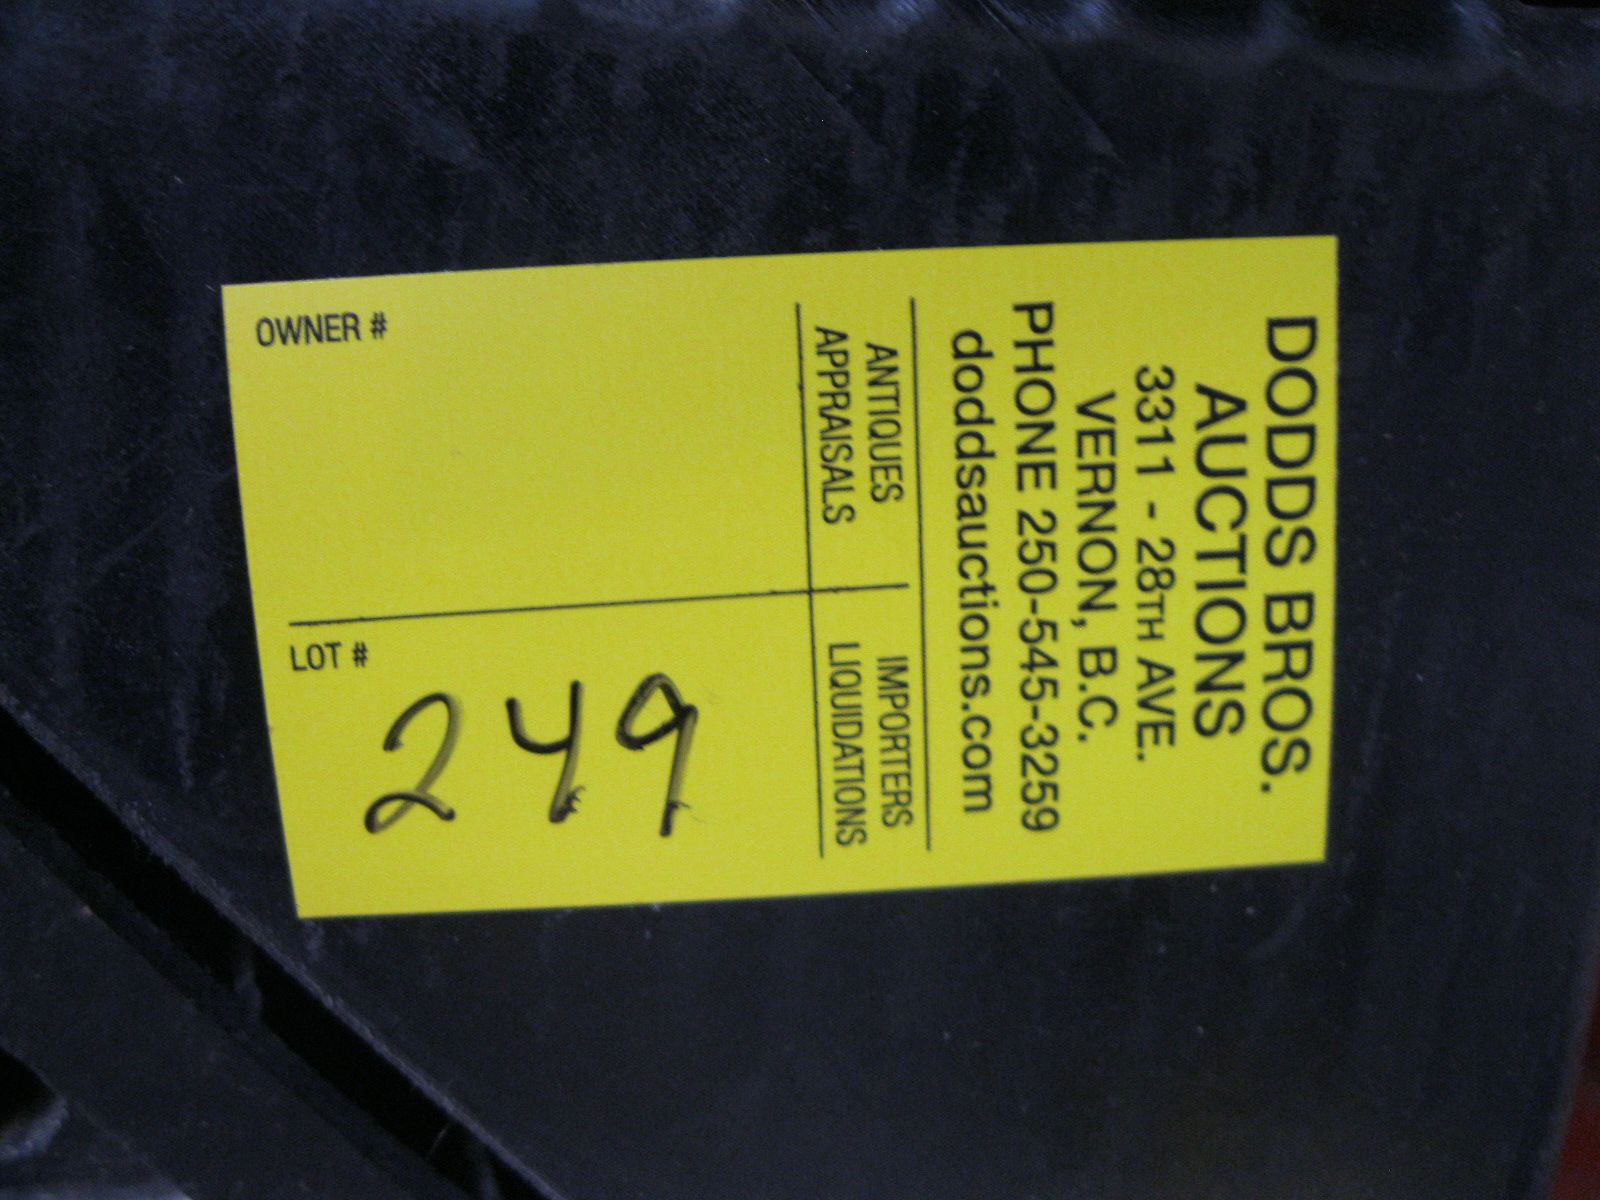 DODDS BROS.
AUCTIONS
3311 - 28TH AVE.
VERNON, B.C.
PHONE 250-545-3259
doddsauctions.com
ANTIQUES IMPORTERS
APPRAISALS LIQUIDATIONS
OWNER #
LOT #
249